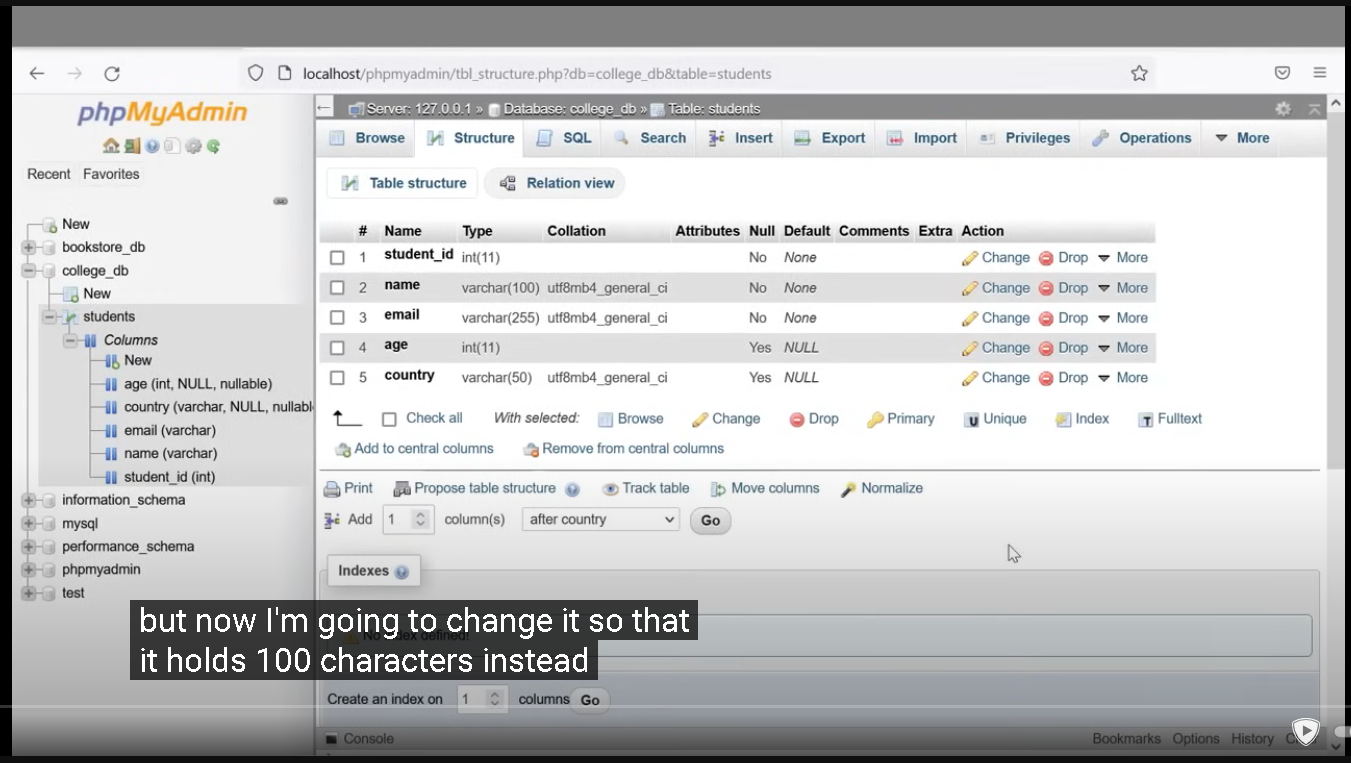 localhost/phpmyadmin/tbl_structure.php?db=college_db&table=students
phpMyAdmin
Recent Favorites
New
bookstore_db
college_db
New
students
Columns
New
age (int, NULL, nullable)
country (varchar, NULL, nullabl
email (varchar)
name (varchar)
student_id (int)
information_schema
mysql
performance_schema
phpmyadmin
test
Server: 127.0.0.1 » Database: college_db » Table: students
Browse Structure SQL Search Insert Export Import Privileges Operations More
Table structure Relation view
# Name Type Collation Attributes Null Default Comments Extra Action
1 student_id int(11) No None Change Drop More
2 name varchar(100) utf8mb4_general_ci No None Change Drop More
3 email varchar(255) utf8mb4_general_ci No None Change Drop More
4 age int(11) Yes NULL Change Drop More
5 country varchar(50) utf8mb4_general_ci Yes NULL Change Drop More
Check all With selected: Browse Change Drop Primary Unique Index Fulltext
Add to central columns Remove from central columns
Print Propose table structure Track table Move columns Normalize
Add 1 column(s) after country Go
Indexes
No index defined!
but now I'm going to change it so that
it holds 100 characters instead
Create an index on 1 columns Go
Console Bookmarks Options History